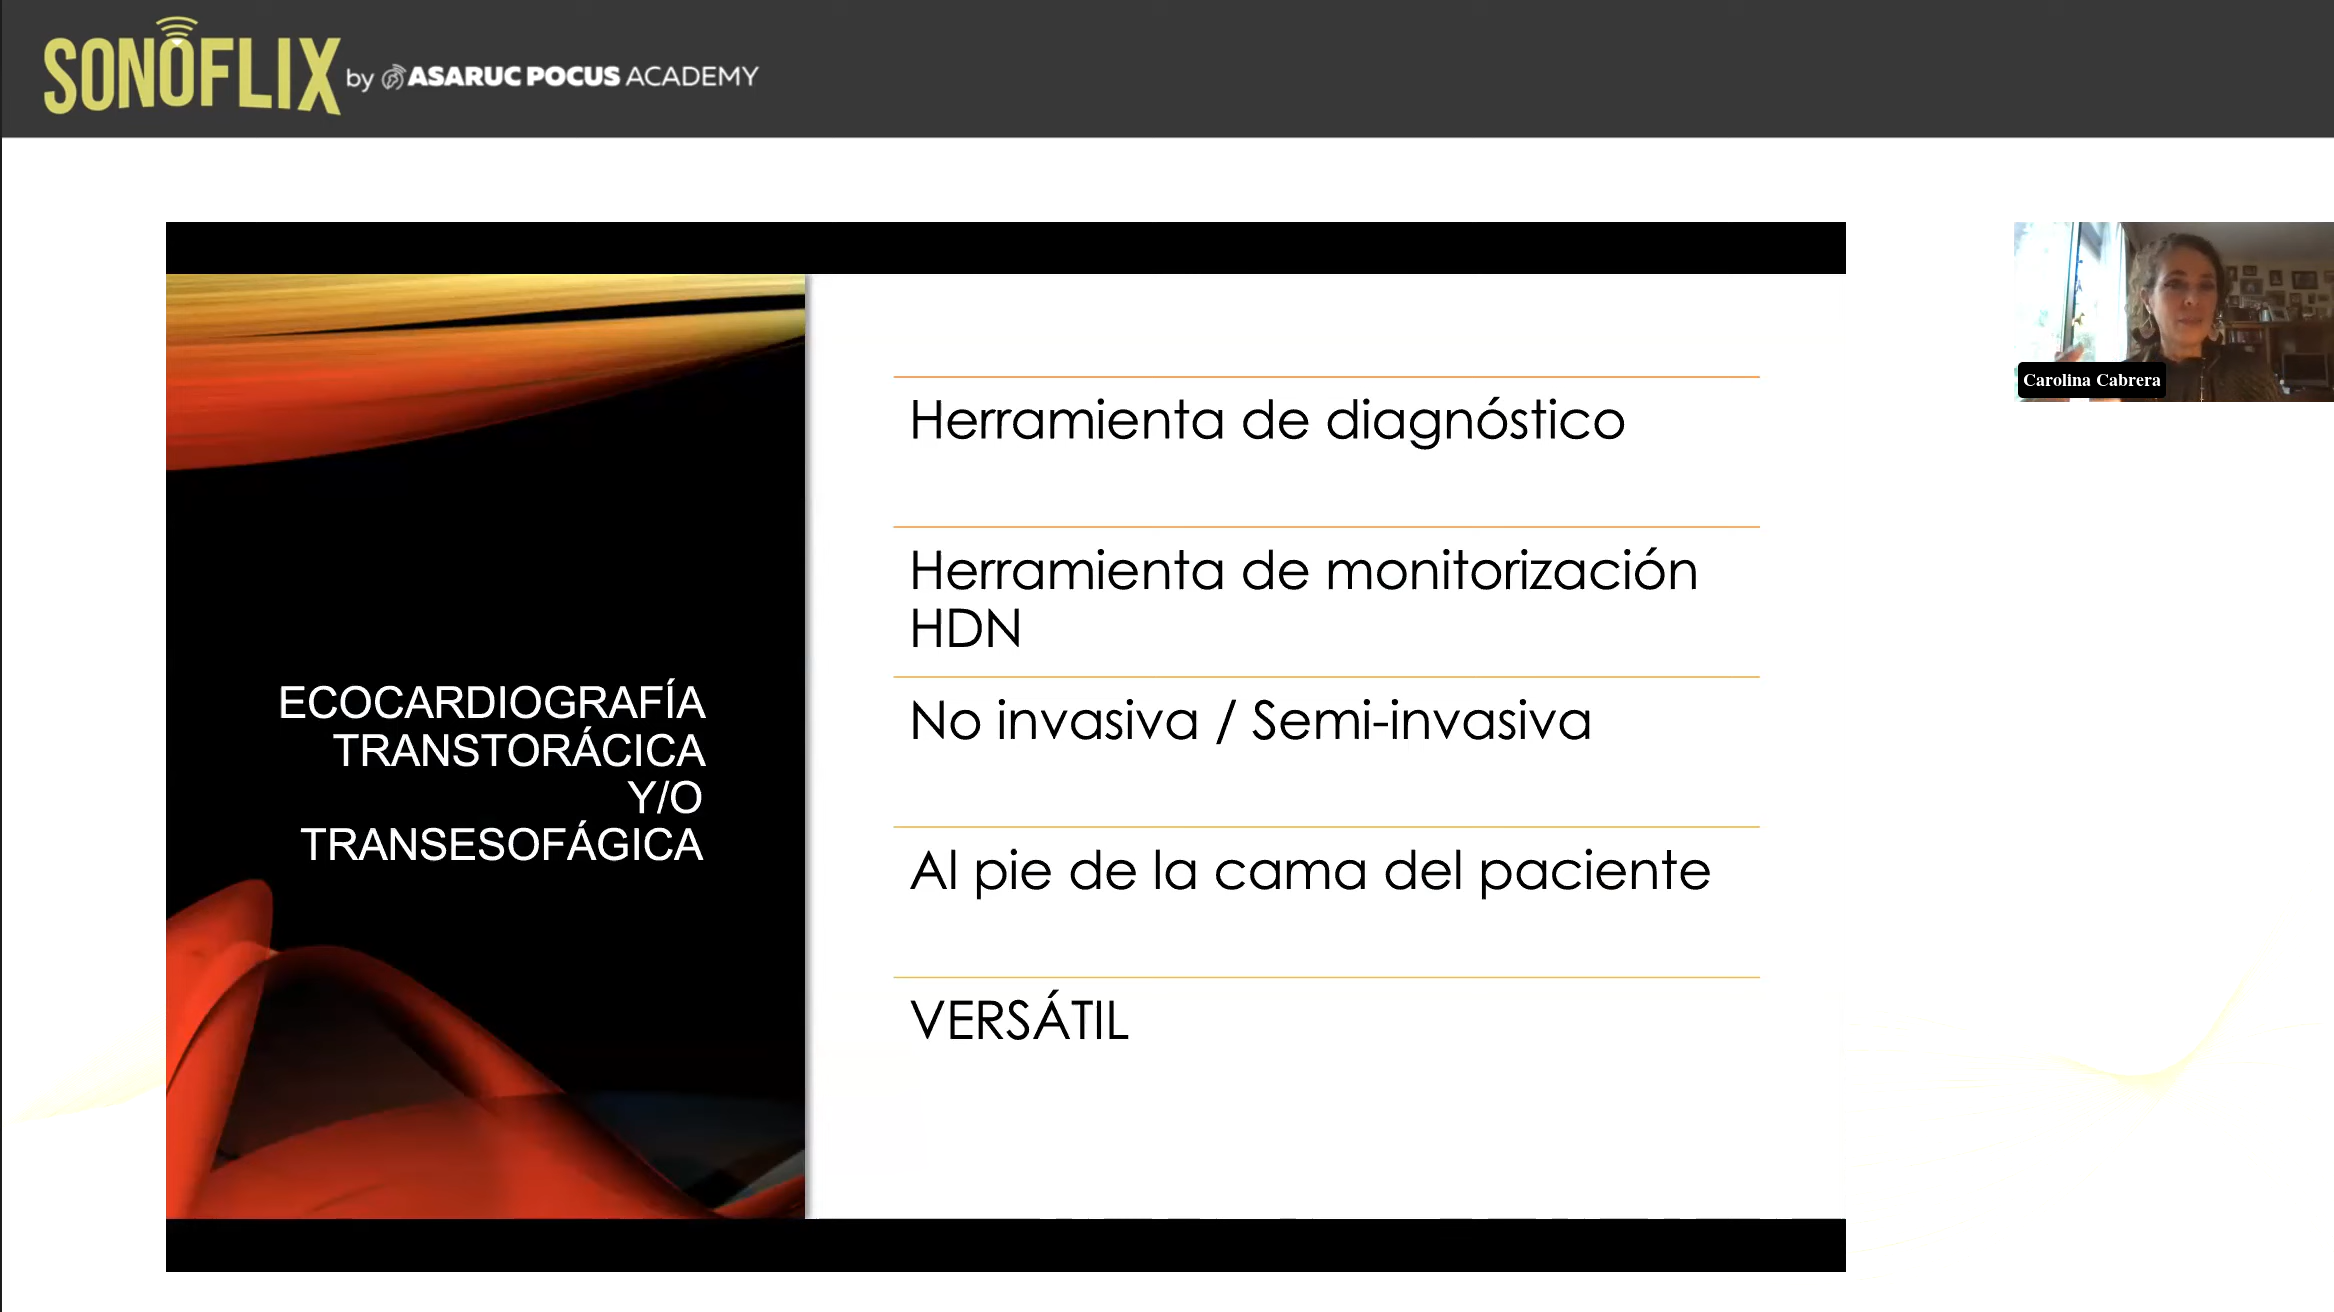 SONOFLIX by ASARUC POCUS ACADEMY
ECOCARDIOGRAFÍA
TRANSTORÁCICA
Y/O
TRANSESOFÁGICA
Herramienta de diagnóstico
Herramienta de monitorización
HDN
No invasiva / Semi-invasiva
Al pie de la cama del paciente
VERSÁTIL
Carolina Cabrera